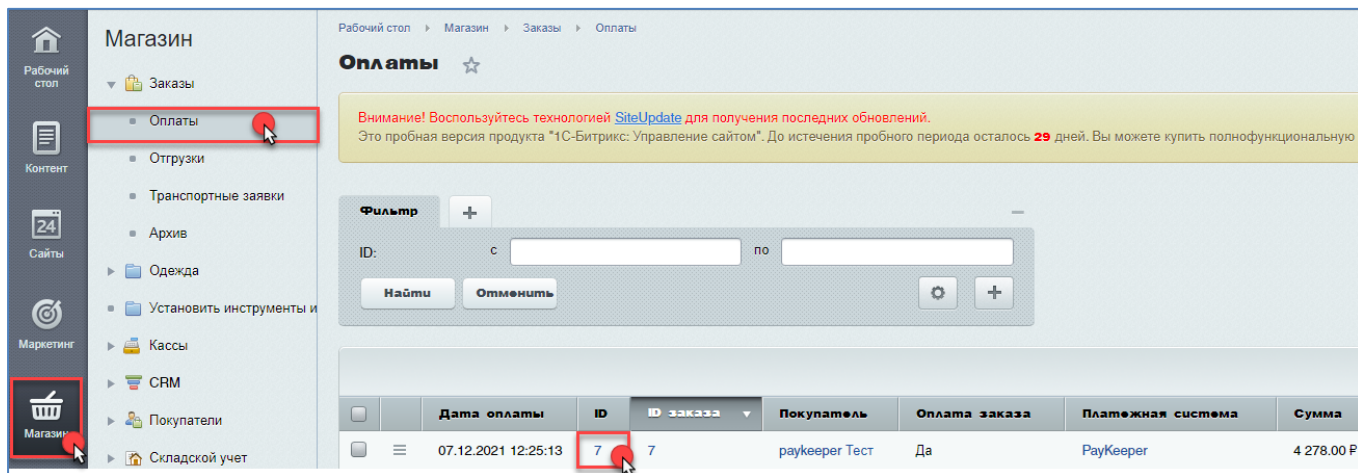 Рабочий стол
Контент
24
Сайты
Маркетинг
Магазин
Магазин
Заказы
Оплаты
Отгрузки
Транспортные заявки
Архив
Одежда
Установить инструменты и
Кассы
CRM
Покупатели
Складской учет
Рабочий стол Магазин Заказы Оплаты
Оплаты
Внимание! Воспользуйтесь технологией SiteUpdate для получения последних обновлений.
Это пробная версия продукта "1С-Битрикс: Управление сайтом". До истечения пробного периода осталось 29 дней. Вы можете купить полнофункциональную
Фильтр +
ID: с по
Найти Отменить
Дата оплаты ID ID заказа Покупатель Оплата заказа Платежная система Сумма
07.12.2021 12:25:13 7 7 paykeeper Тест Да PayKeeper 4 278.00 ₽